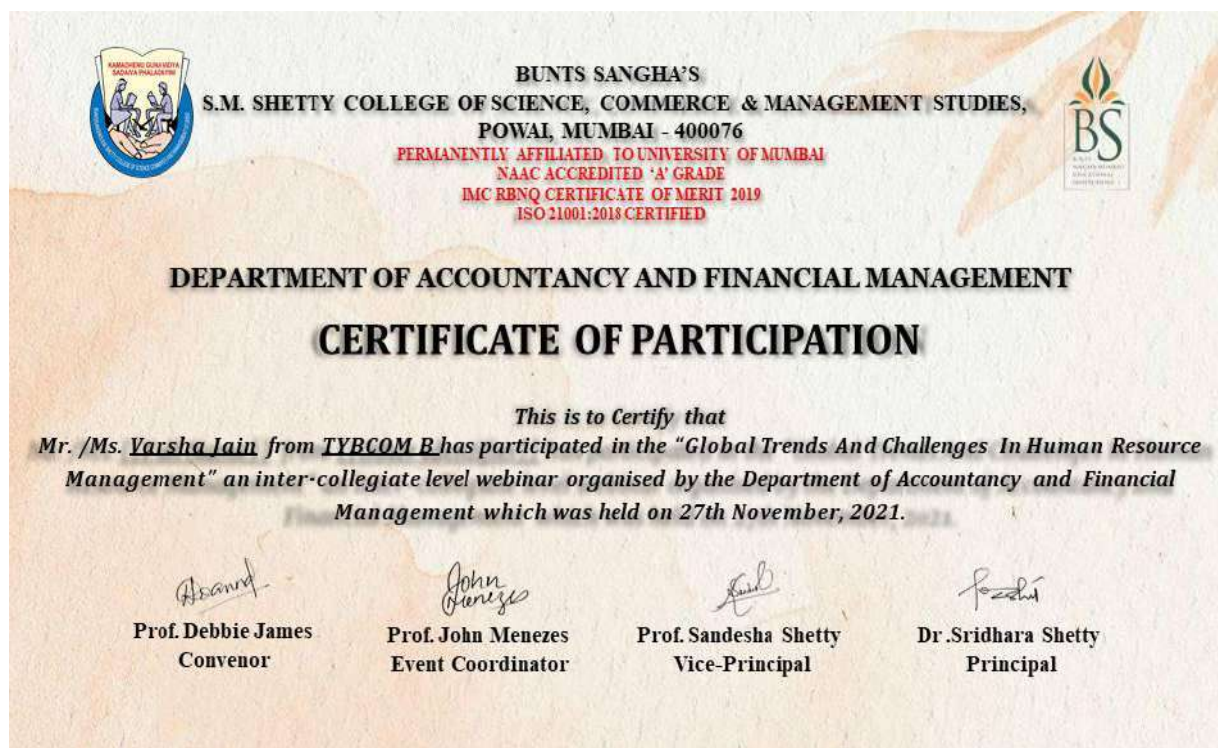 KAMADHENU GUNAVIDYA
SADAIVA PHALADAYINI
BUNTS SANGHA'S
S.M. SHETTY COLLEGE OF SCIENCE, COMMERCE & MANAGEMENT STUDIES,
POWAI, MUMBAI - 400076
PERMANENTLY AFFILIATED TO UNIVERSITY OF MUMBAI
NAAC ACCREDITED 'A' GRADE
IMC RBNQ CERTIFICATE OF MERIT 2019
ISO 21001:2018 CERTIFIED
BS
DEPARTMENT OF ACCOUNTANCY AND FINANCIAL MANAGEMENT
CERTIFICATE OF PARTICIPATION
This is to Certify that
Mr. /Ms. Varsha Jain from TYBCOM B has participated in the "Global Trends And Challenges In Human Resource
Management" an inter-collegiate level webinar organised by the Department of Accountancy and Financial
Management which was held on 27th November, 2021.
John
Menezes
Prof. Debbie James
Convenor
Prof. John Menezes
Event Coordinator
Prof. Sandesha Shetty
Vice-Principal
Dr .Sridhara Shetty
Principal